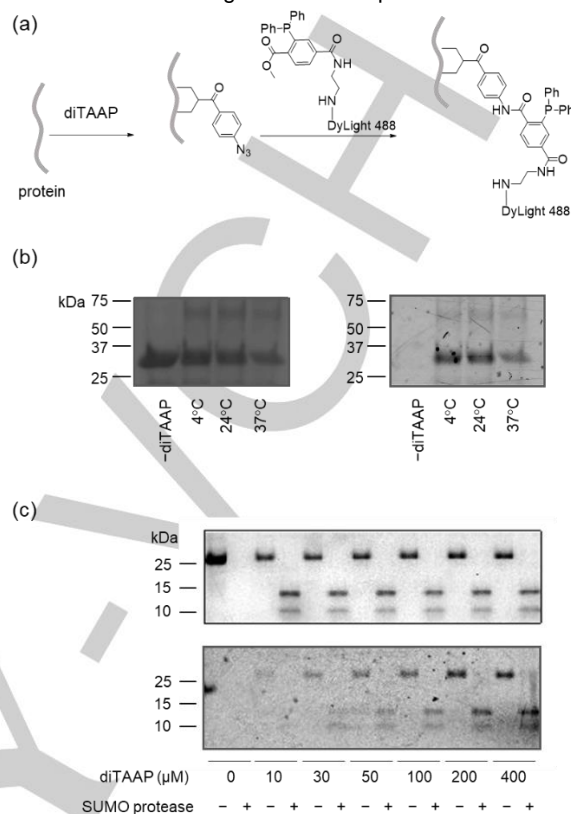 (a)
Ph
Ph-P
O
O
O
NH
HN
DyLight 488
diTAAP
protein
O
N3
O
HN
O
Ph
P-Ph
O
NH
HN
DyLight 488
(b)
kDa
75
50
37
25
−diTAAP
4°C
24°C
37°C
75
50
37
25
−diTAAP
4°C
24°C
37°C
(c)
kDa
25
15
10
25
15
10
diTAAP (µM) 0 10 30 50 100 200 400
SUMO protease − + − + − + − + − + − + − +